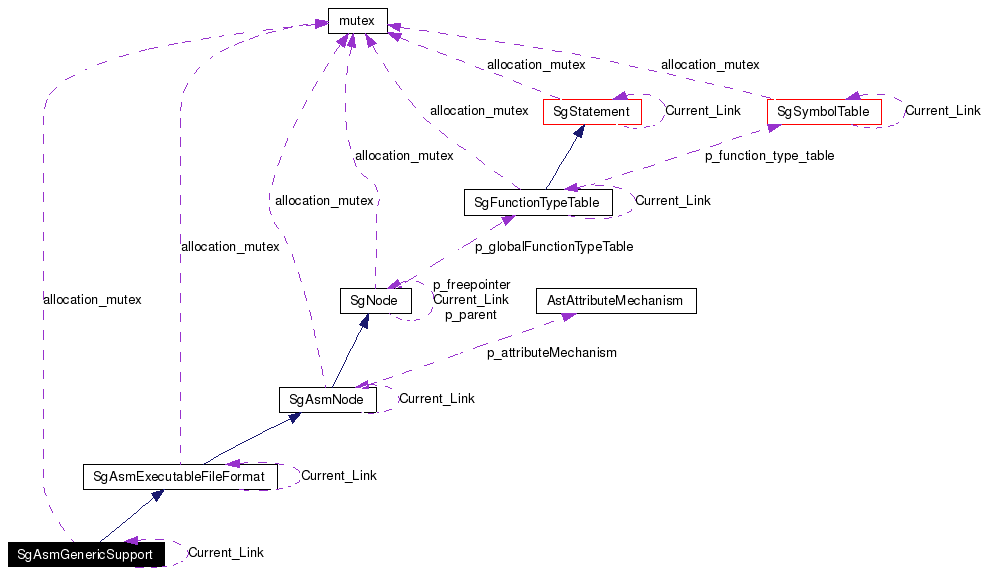 mutex
allocation_mutex
allocation_mutex
SgStatement
Current_Link
SgSymbolTable
Current_Link
allocation_mutex
allocation_mutex
p_function_type_table
allocation_mutex
SgFunctionTypeTable
Current_Link
allocation_mutex
p_globalFunctionTypeTable
allocation_mutex
SgNode
p_freepointer
Current_Link
p_parent
AstAttributeMechanism
p_attributeMechanism
SgAsmNode
Current_Link
SgAsmExecutableFileFormat
Current_Link
SgAsmGenericSupport
Current_Link